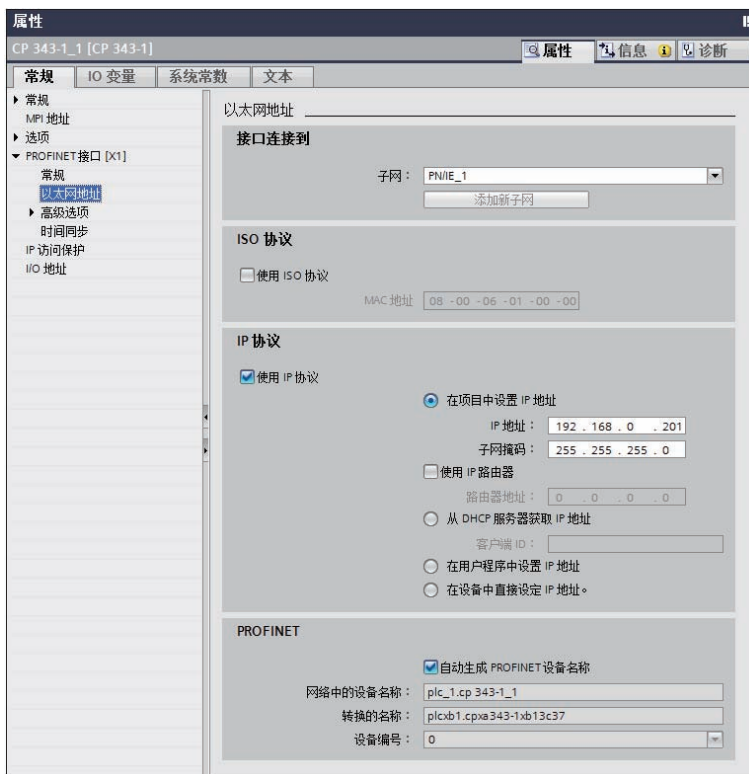 属性
CP 343-1_1 [CP 343-1]
属性 信息 诊断
常规 IO 变量 系统常数 文本
常规
MPI 地址
选项
PROFINET接口 [X1]
常规
以太网地址
高级选项
时间同步
IP 访问保护
I/O 地址
以太网地址
接口连接到
子网： PN/IE_1
添加新子网
ISO 协议
使用 ISO 协议
MAC 地址 08 -00 -06 -01 -00 -00
IP 协议
使用 IP 协议
在项目中设置 IP 地址
IP 地址： 192 . 168 . 0 . 201
子网掩码： 255 . 255 . 255 . 0
使用 IP 路由器
路由器地址： 0 . 0 . 0 . 0
从 DHCP 服务器获取 IP 地址
客户端 ID：
在用户程序中设置 IP 地址
在设备中直接设定 IP 地址。
PROFINET
自动生成 PROFINET 设备名称
网络中的设备名称： plc_1.cp 343-1_1
转换的名称： plcxb1.cpxa343-1xb13c37
设备编号： 0